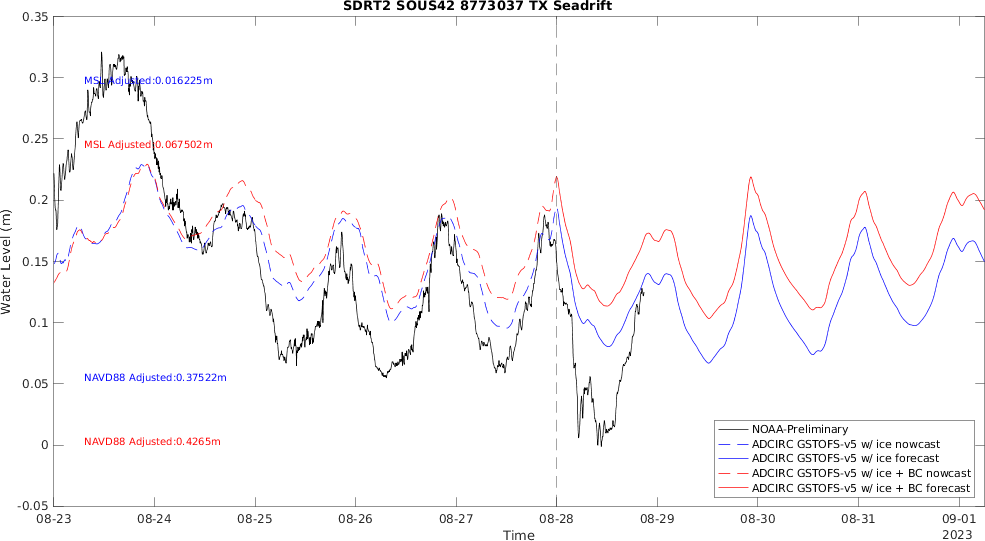 SDRT2 SOUS42 8773037 TX Seadrift
0.35
0.3
0.25
0.2
0.15
0.1
0.05
0
-0.05
Water Level (m)
MSL Adjusted:0.016225m
MSL Adjusted:0.067502m
NAVD88 Adjusted:0.37522m
NAVD88 Adjusted:0.4265m
NOAA-Preliminary
ADCIRC GSTOFS-v5 w/ ice nowcast
ADCIRC GSTOFS-v5 w/ ice forecast
ADCIRC GSTOFS-v5 w/ ice + BC nowcast
ADCIRC GSTOFS-v5 w/ ice + BC forecast
08-23 08-24 08-25 08-26 08-27 08-28 08-29 08-30 08-31 09-01
Time
2023